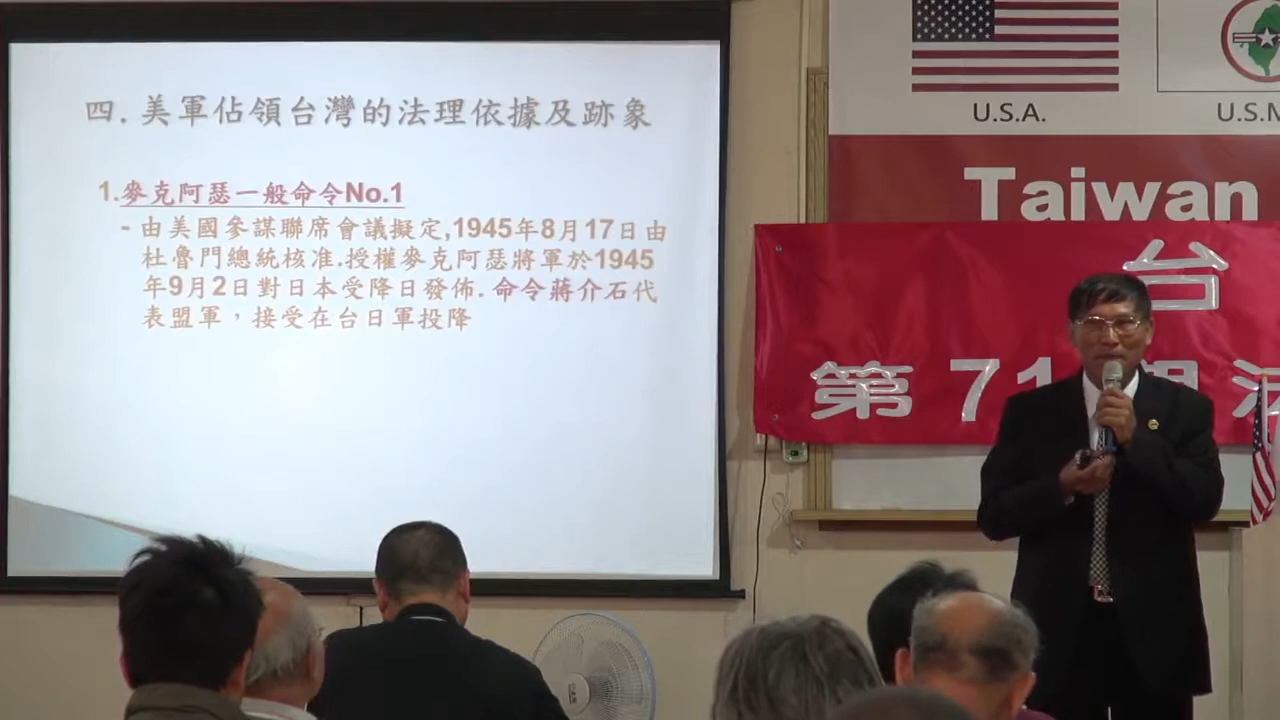 四. 美軍佔領台灣的法理依據及跡象
1.麥克阿瑟一般命令No.1
- 由美國參謀聯席會議擬定,1945年8月17日由
杜魯門總統核准.授權麥克阿瑟將軍於1945
年9月2日對日本受降日發佈. 命令蔣介石代
表盟軍，接受在台日軍投降
U.S.A.
U.S.M
Taiwan
台
第 71 期 法